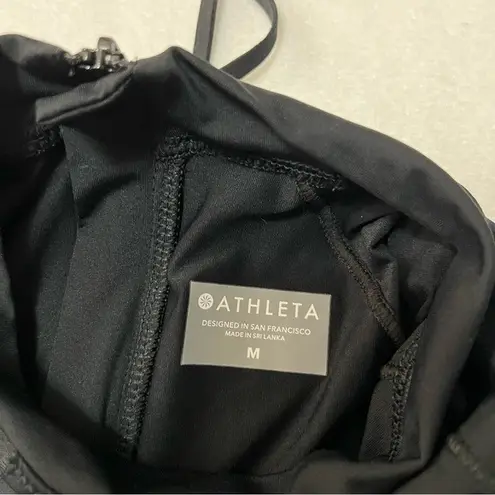 ATHLETA
DESIGNED IN SAN FRANCISCO
MADE IN SRI LANKA
M